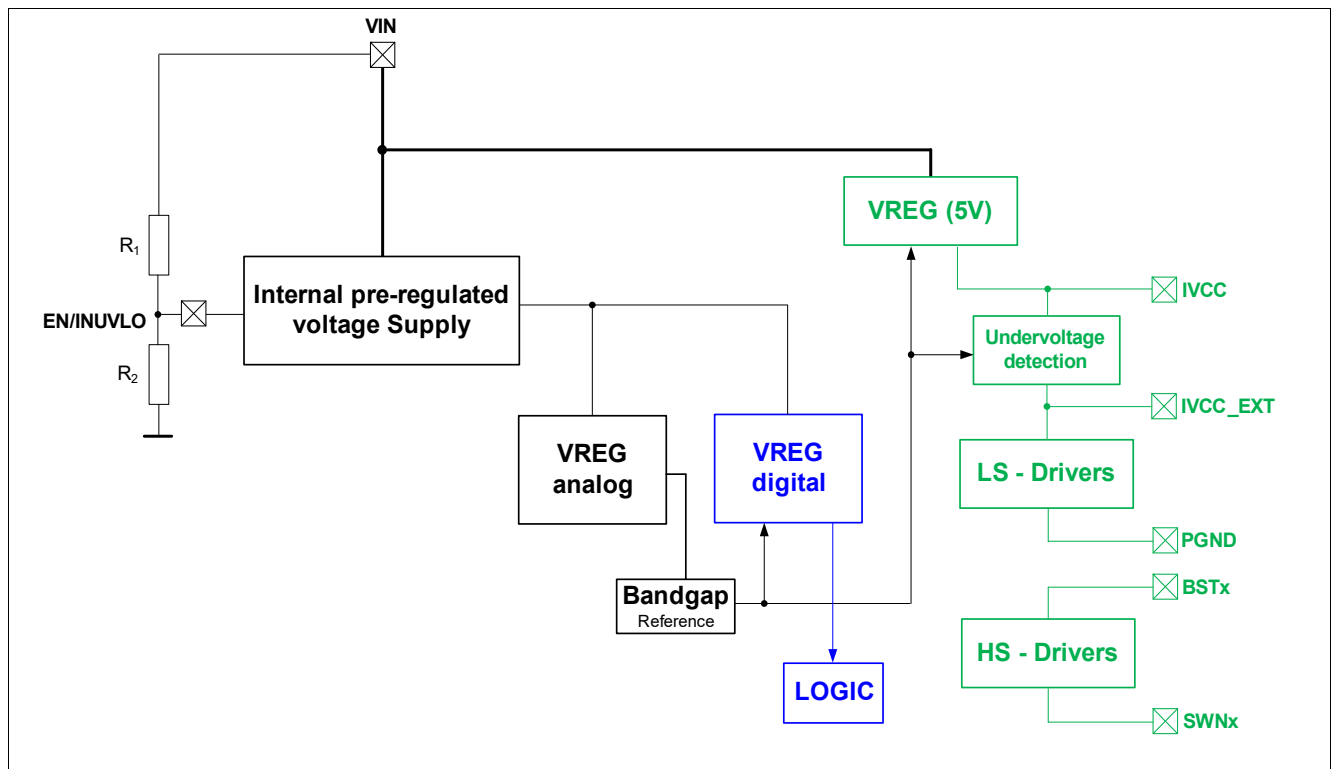 VIN
VREG (5V)
R₁
Internal pre-regulated
voltage Supply
IVCC
EN/INUVLO
Undervoltage
detection
R₂
IVCC_EXT
VREG
analog
VREG
digital
LS - Drivers
PGND
Bandgap
Reference
BSTx
HS - Drivers
LOGIC
SWNx